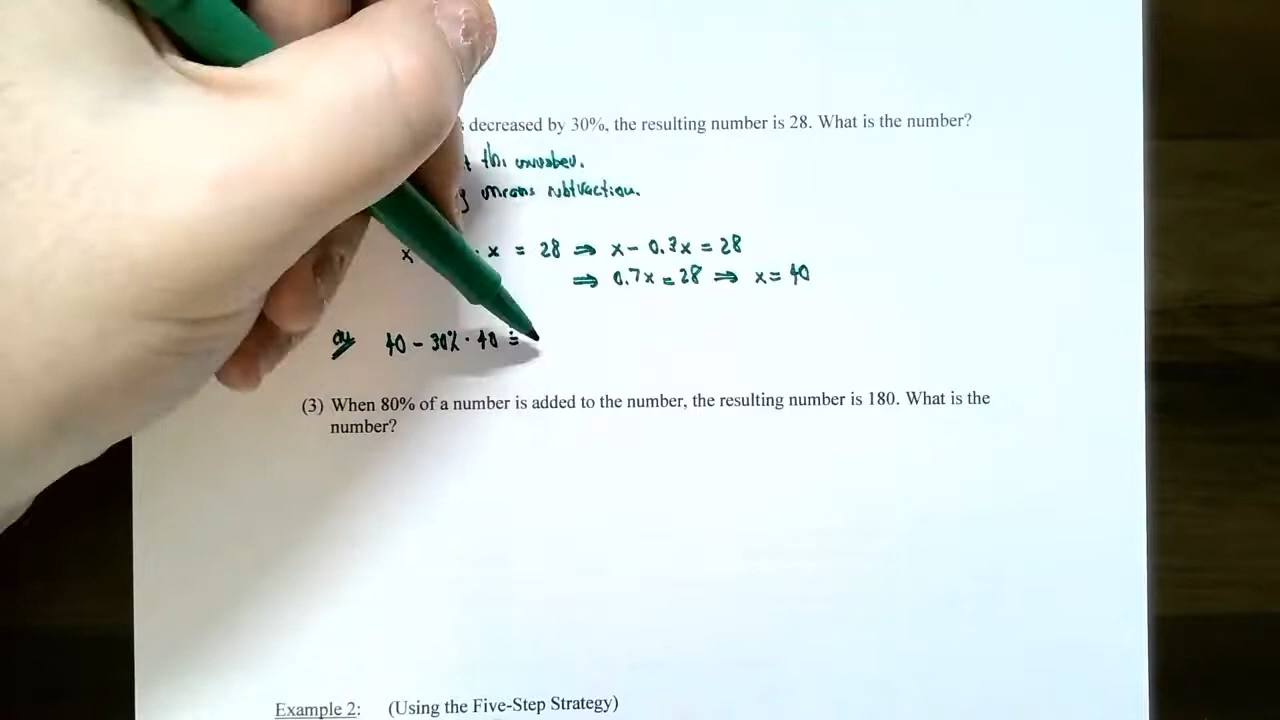 decreased by 30%, the resulting number is 28. What is the number?
means subtraction.
x · x = 28 ⇒ x - 0.3x = 28
⇒ 0.7x = 28 ⇒ x = 40
40 - 30% · 40 =
(3) When 80% of a number is added to the number, the resulting number is 180. What is the
number?
Example 2: (Using the Five-Step Strategy)